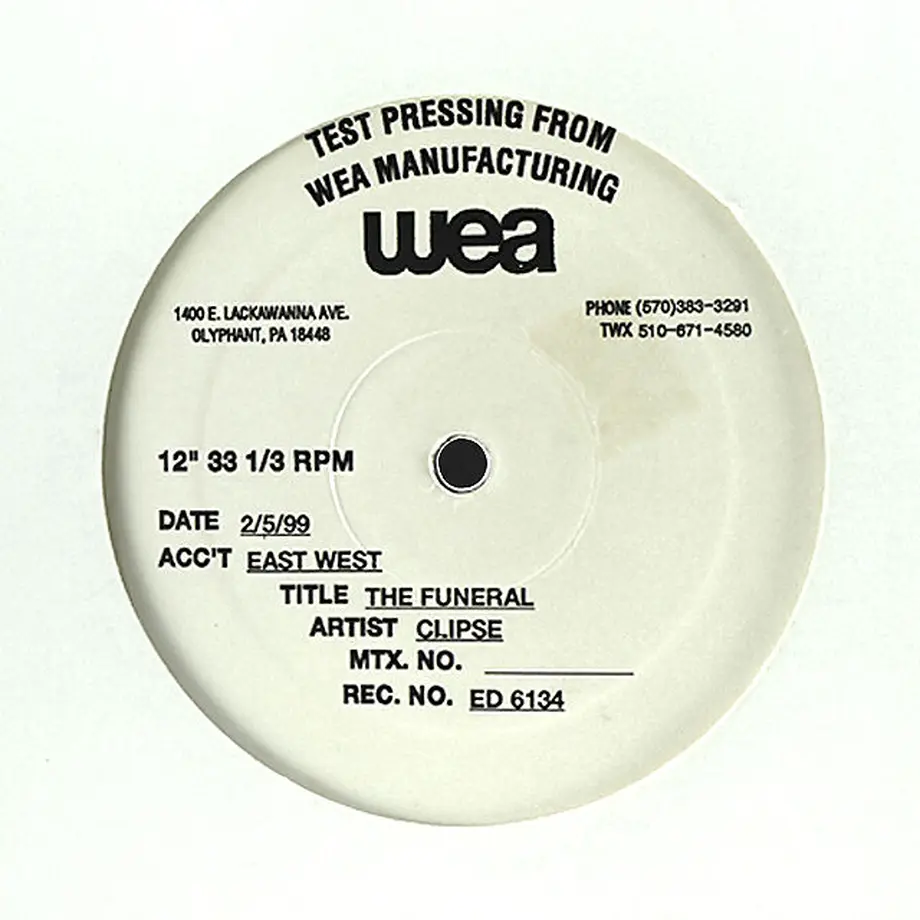 TEST PRESSING FROM
WEA MANUFACTURING
wea
1400 E. LACKAWANNA AVE.
OLYPHANT, PA 18448
PHONE (570)383-3291
TWX 510-671-4580
12" 33 1/3 RPM
DATE 2/5/99
ACC'T EAST WEST
TITLE THE FUNERAL
ARTIST CLIPSE
MTX. NO.
REC. NO. ED 6134